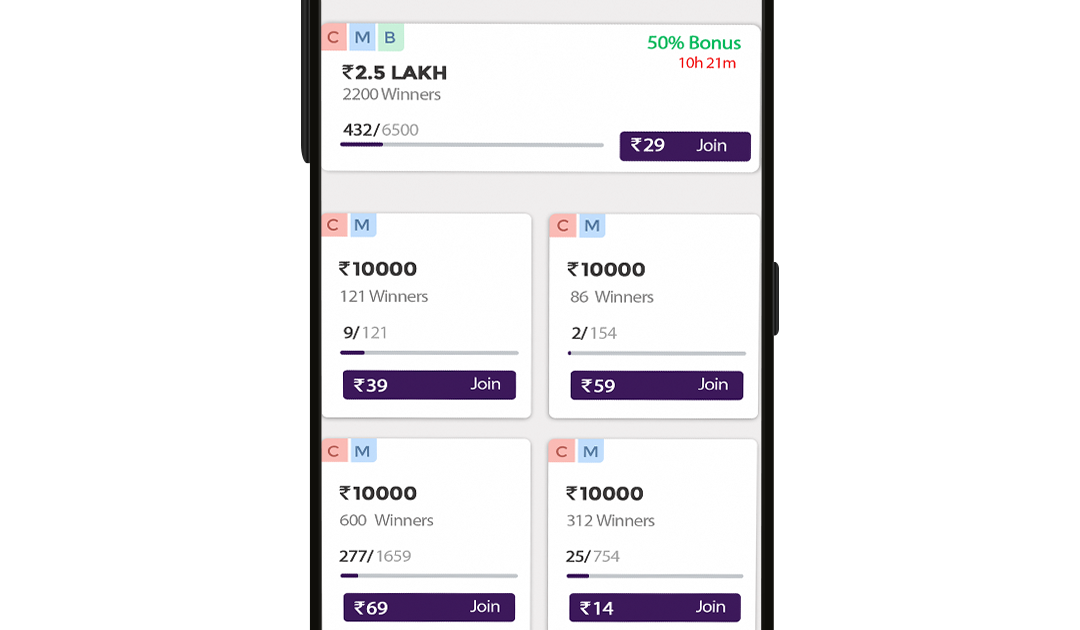 C M B
50% Bonus
10h 21m
₹2.5 LAKH
2200 Winners
432/6500
₹29 Join
C M
₹10000
121 Winners
9/121
₹39 Join
C M
₹10000
86 Winners
2/154
₹59 Join
C M
₹10000
600 Winners
277/1659
₹69 Join
C M
₹10000
312 Winners
25/754
₹14 Join